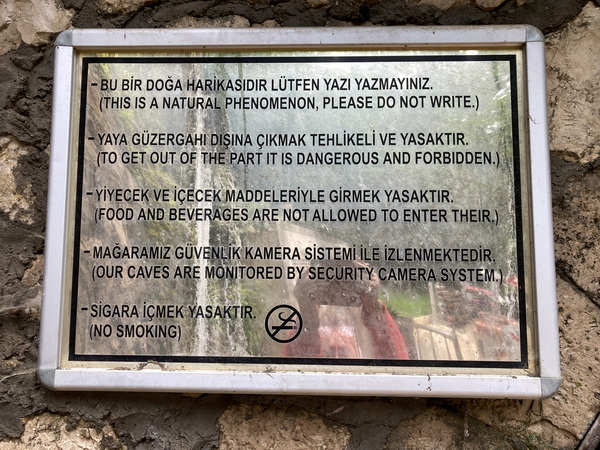 - BU BİR DOĞA HARİKASIDIR LÜTFEN YAZI YAZMAYINIZ.
(THIS IS A NATURAL PHENOMENON, PLEASE DO NOT WRITE.)
- YAYA GÜZERGAHI DIŞINA ÇIKMAK TEHLİKELİ VE YASAKTIR.
(TO GET OUT OF THE PART IT IS DANGEROUS AND FORBIDDEN.)
- YİYECEK VE İÇECEK MADDELERİYLE GİRMEK YASAKTIR.
(FOOD AND BEVERAGES ARE NOT ALLOWED TO ENTER THEIR.)
- MAĞARAMIZ GÜVENLİK KAMERA SİSTEMİ İLE İZLENMEKTEDİR.
(OUR CAVES ARE MONITORED BY SECURITY CAMERA SYSTEM.)
- SİGARA İÇMEK YASAKTIR.
(NO SMOKING)